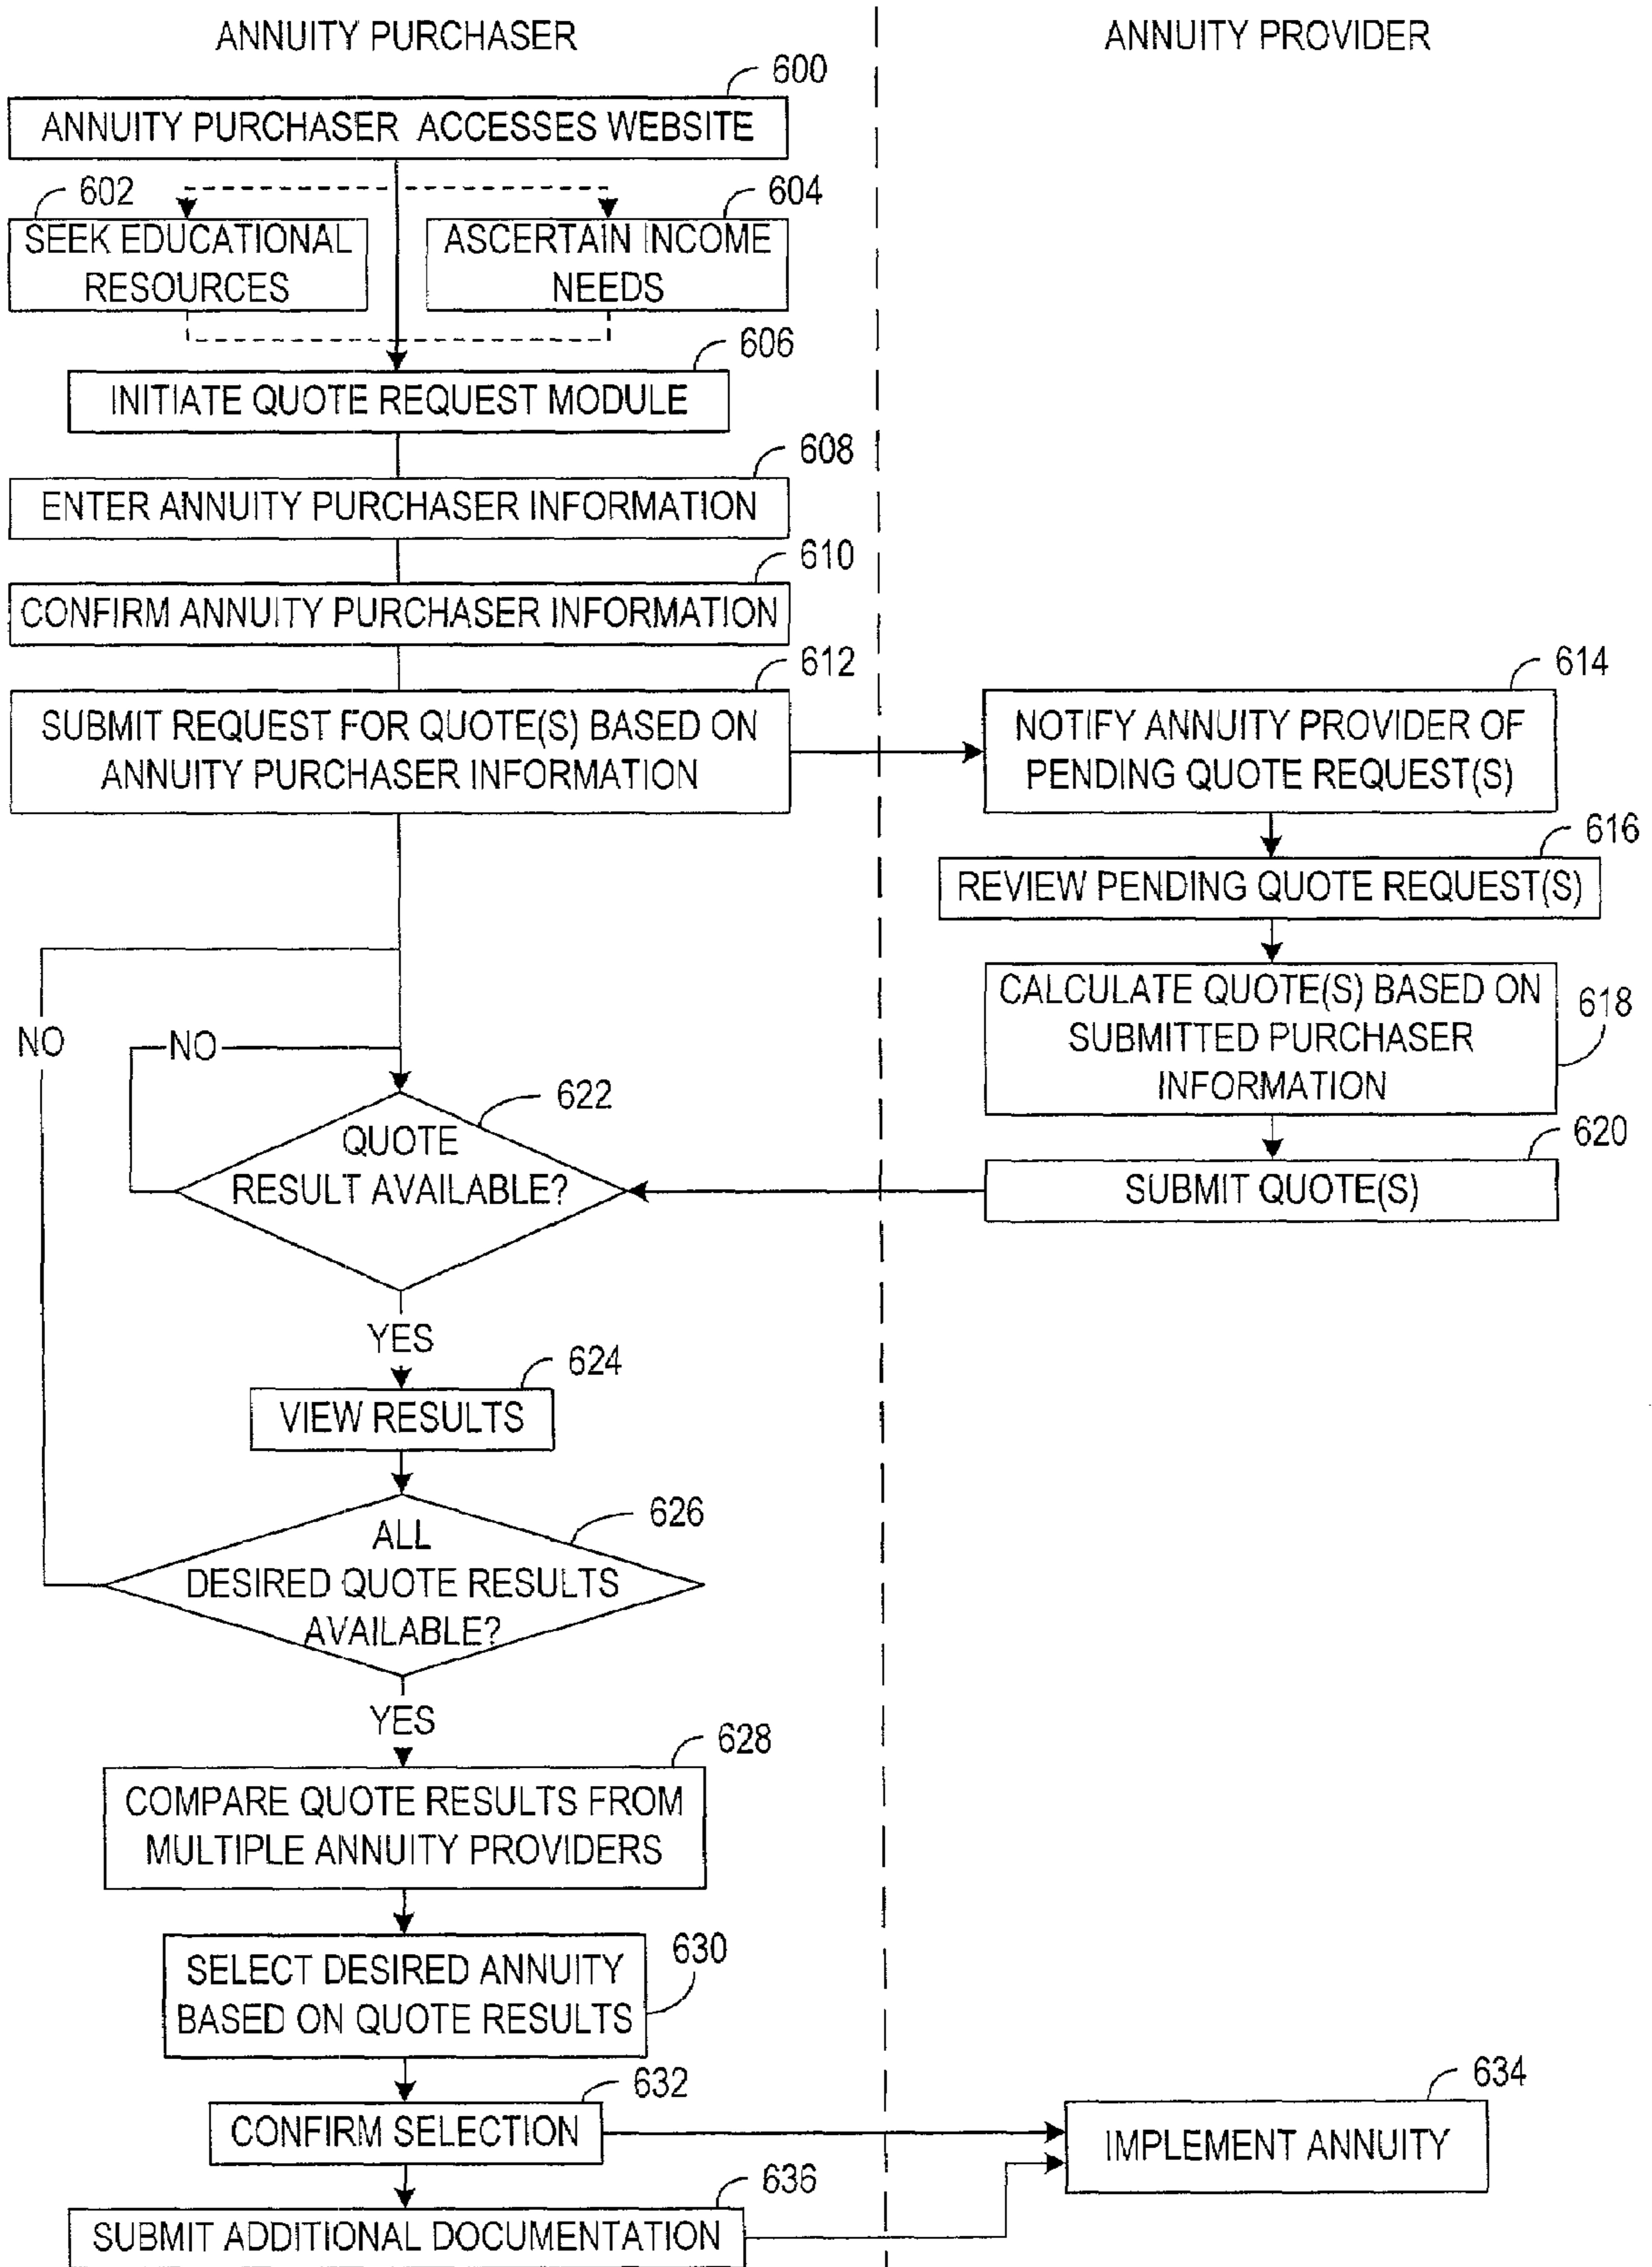 ANNUITY PURCHASER
ANNUITY PROVIDER
600
ANNUITY PURCHASER ACCESSES WEBSITE
602
604
SEEK EDUCATIONAL
RESOURCES
ASCERTAIN INCOME
NEEDS
606
INITIATE QUOTE REQUEST MODULE
608
ENTER ANNUITY PURCHASER INFORMATION
610
CONFIRM ANNUITY PURCHASER INFORMATION
612
SUBMIT REQUEST FOR QUOTE(S) BASED ON
ANNUITY PURCHASER INFORMATION
614
NOTIFY ANNUITY PROVIDER OF
PENDING QUOTE REQUEST(S)
616
REVIEW PENDING QUOTE REQUEST(S)
618
CALCULATE QUOTE(S) BASED ON
SUBMITTED PURCHASER
INFORMATION
620
SUBMIT QUOTE(S)
NO
NO
622
QUOTE
RESULT AVAILABLE?
YES
624
VIEW RESULTS
626
ALL
DESIRED QUOTE RESULTS
AVAILABLE?
YES
628
COMPARE QUOTE RESULTS FROM
MULTIPLE ANNUITY PROVIDERS
630
SELECT DESIRED ANNUITY
BASED ON QUOTE RESULTS
632
CONFIRM SELECTION
634
IMPLEMENT ANNUITY
636
SUBMIT ADDITIONAL DOCUMENTATION